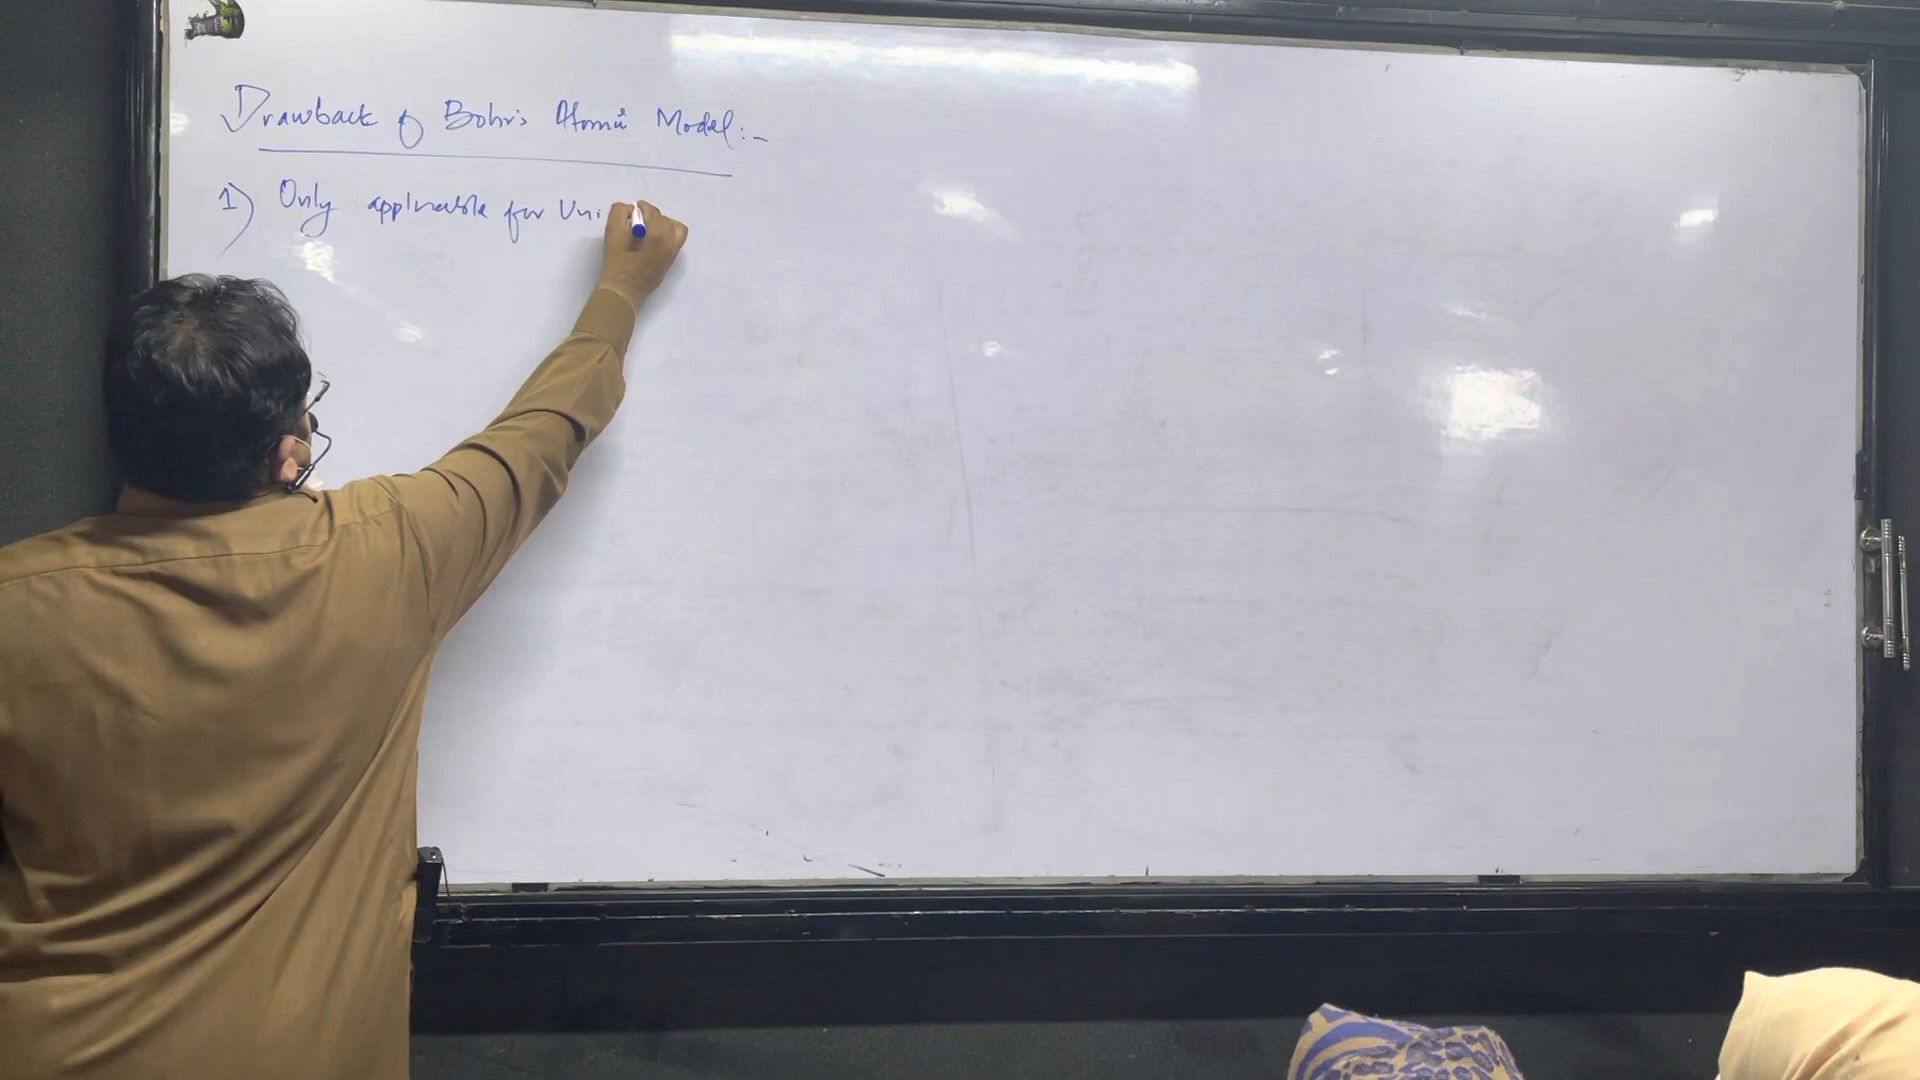 Drawback of Bohr's Atomic Model:-
1) Only applicable for Uni